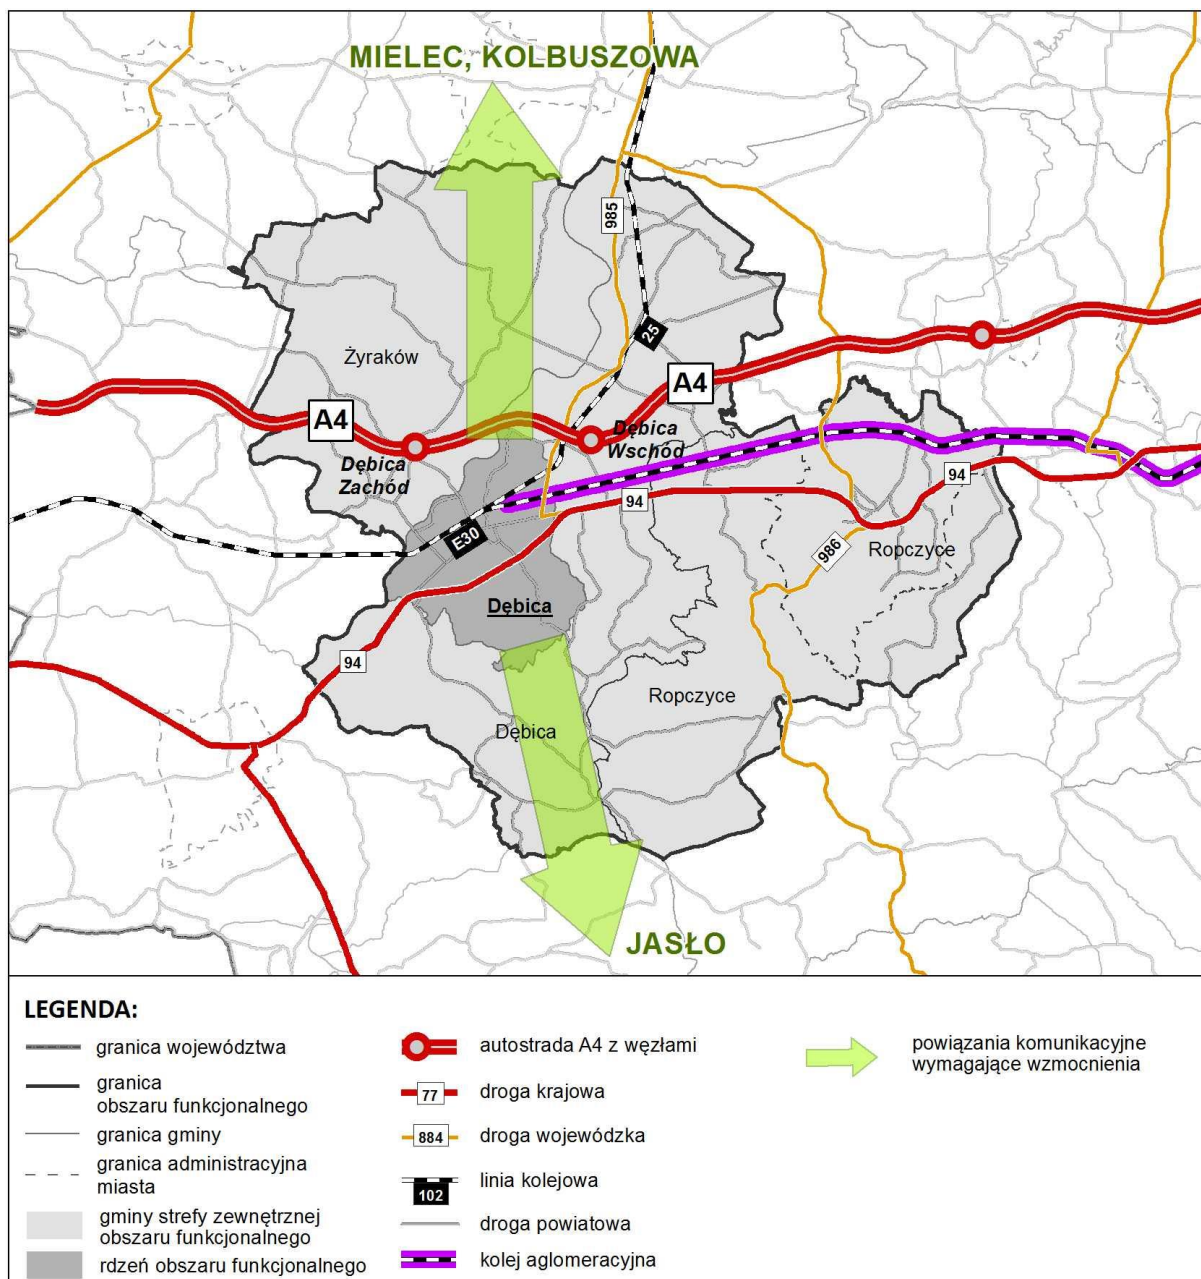 MIELEC, KOLBUSZOWA
985
25
Żyraków
A4
A4
Dębica
Wschód
Dębica
Zachód
94
94
E30
986
Ropczyce
Dębica
94
Ropczyce
Dębica
JASŁO
LEGENDA:
granica województwa
granica
obszaru funkcjonalnego
granica gminy
granica administracyjna
miasta
gminy strefy zewnętrznej
obszaru funkcjonalnego
rdzeń obszaru funkcjonalnego
autostrada A4 z węzłami
77 droga krajowa
884 droga wojewódzka
linia kolejowa
102
droga powiatowa
kolej aglomeracyjna
powiązania komunikacyjne
wymagające wzmocnienia